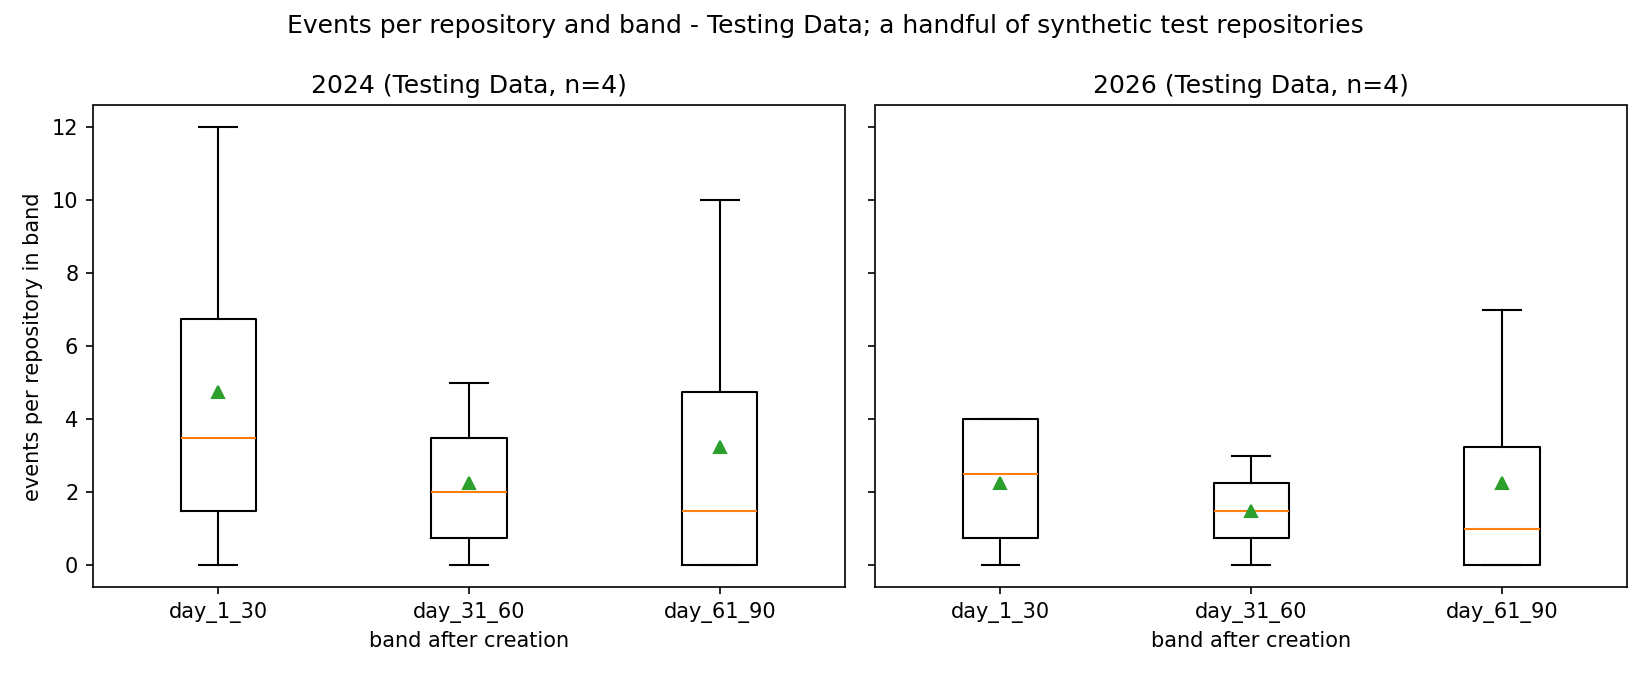 Events per repository and band - Testing Data; a handful of synthetic test repositories
2024 (Testing Data, n=4)
events per repository in band
12
10
8
6
4
2
0
day_1_30 day_31_60 day_61_90
band after creation
2026 (Testing Data, n=4)
day_1_30 day_31_60 day_61_90
band after creation